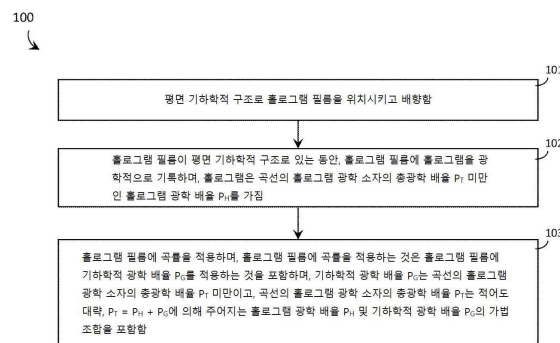 100
101
평면 기하학적 구조로 홀로그램 필름을 위치시키고 배향함
102
홀로그램 필름이 평면 기하학적 구조로 있는 동안, 홀로그램 필름에 홀로그램을 광
학적으로 기록하며, 홀로그램은 곡선의 홀로그램 광학 소자의 총광학 배율 PT 미만
인 홀로그램 광학 배율 PH를 가짐
103
홀로그램 필름에 곡률을 적용하며, 홀로그램 필름에 곡률을 적용하는 것은 홀로그램 필름에
기하학적 광학 배율 PG를 적용하는 것을 포함하며, 기하학적 광학 배율 PG는 곡선의 홀로그램
광학 소자의 총광학 배율 PT 미만이고, 곡선의 홀로그램 광학 소자의 총광학 배율 PT는 적어도
대략, PT = PH + PG에 의해 주어지는 홀로그램 광학 배율 PH 및 기하학적 광학 배율 PG의 가법
조합을 포함함